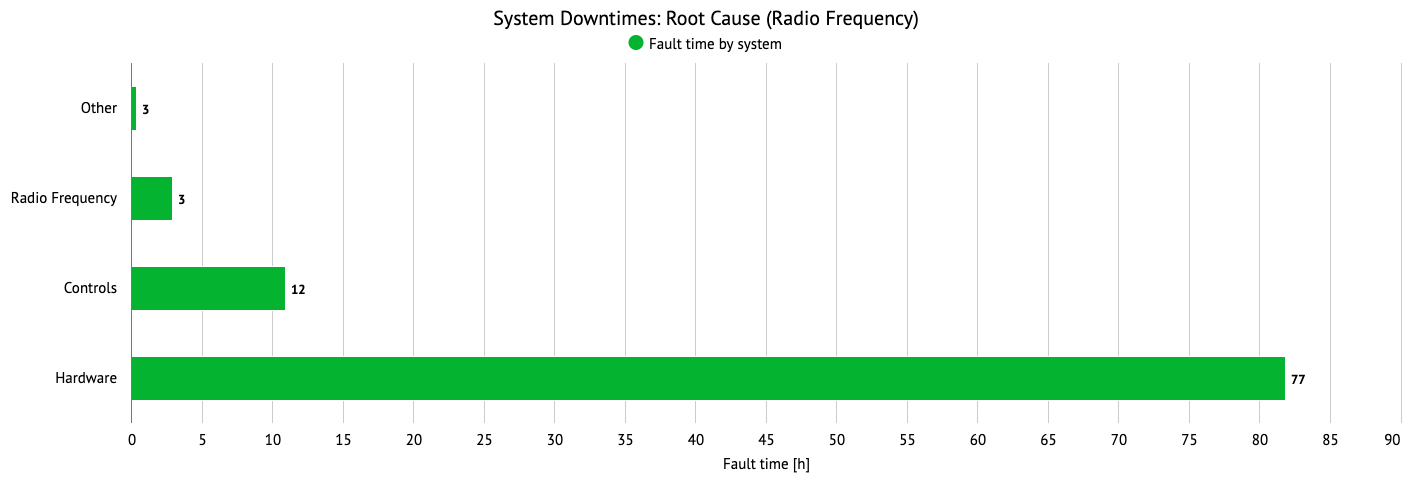 System Downtimes: Root Cause (Radio Frequency)
Fault time by system
Other
3
Radio Frequency
3
Controls
12
Hardware
77
0 5 10 15 20 25 30 35 40 45 50 55 60 65 70 75 80 85 90
Fault time [h]